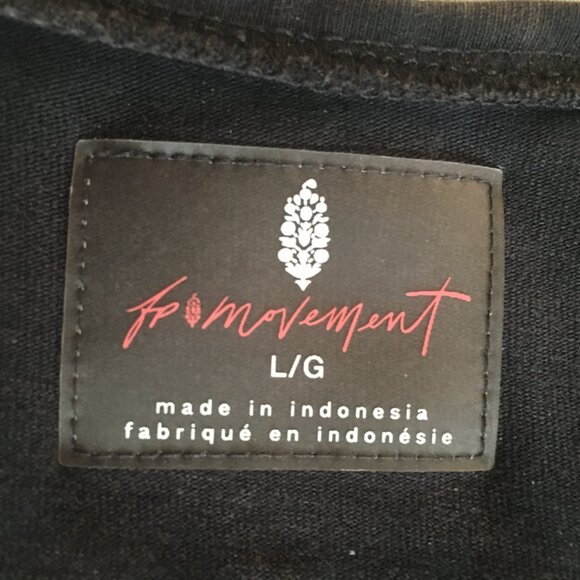 fp movement
L/G
made in indonesia
fabriqué en indonésie